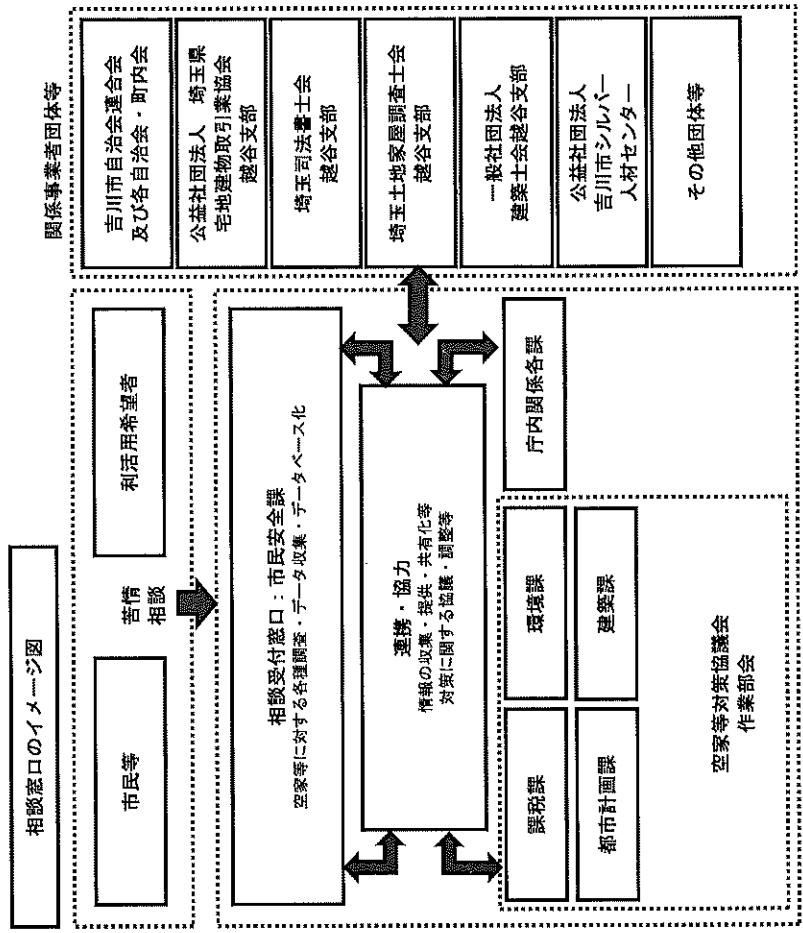 相談窓口のイメージ図
市民等
苦情
相談
利活用希望者
相談受付窓口:市民安全課
空家等に対する各種調査・データ収集・データベース化
連携・協力
情報の収集・提供・共有化等
対策に関する協議・調整等
課税課
環境課
都市計画課
建築課
空家等対策協議会
作業部会
庁内関係各課
関係事業者団体等
吉川市自治会連合会
及び各自治会・町内会
公益社団法人 埼玉県
宅地建物取引業協会
越谷支部
埼玉司法書士会
越谷支部
埼玉土地家屋調査士会
越谷支部
一般社団法人
建築士会越谷支部
公益社団法人
吉川市シルバー
人材センター
その他団体等